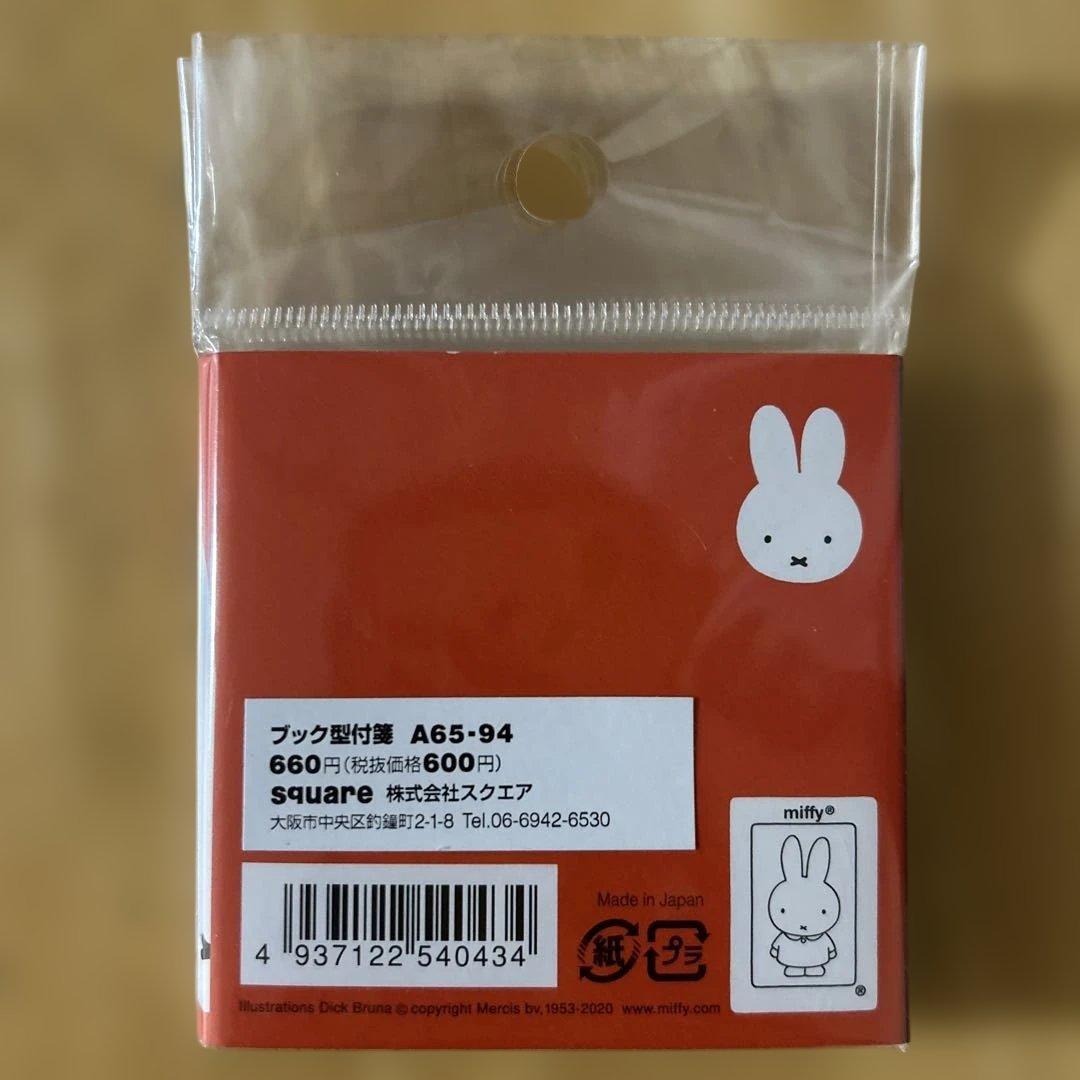 ブック型付箋 A65-94
660円(税抜価格600円)
square 株式会社スクエア
大阪市中央区釣鐘町2-1-8 Tel.06-6942-6530
miffy®
®
Made in Japan
紙 プラ
4 937122 540434
Illustrations Dick Bruna © copyright Mercis bv, 1953-2020 www.miffy.com